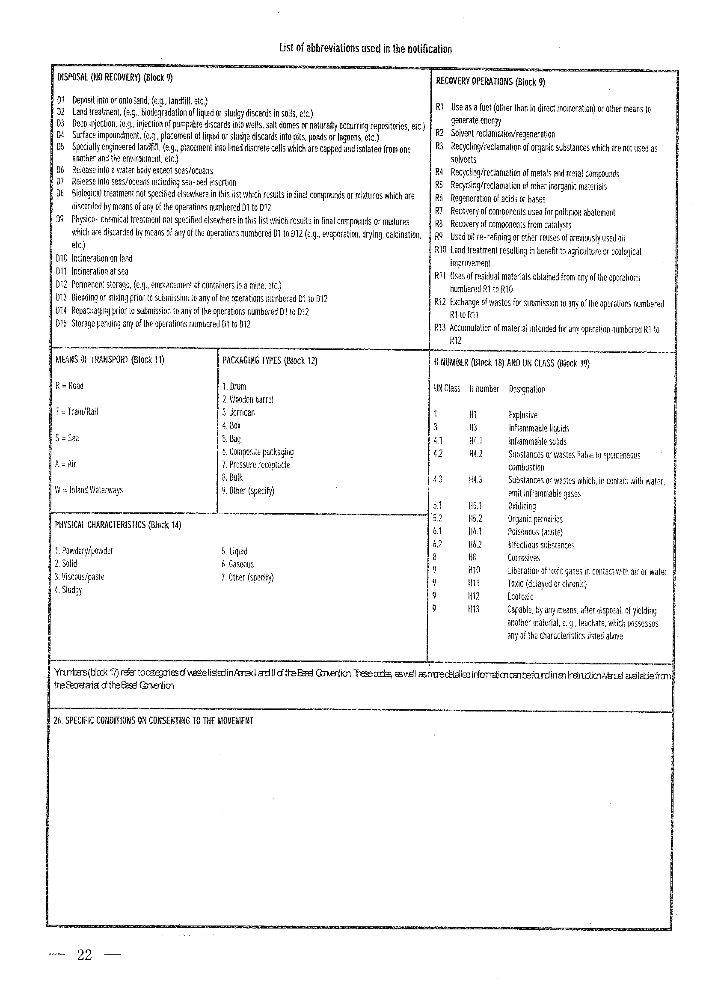 List of abbreviations used in the notification
DISPOSAL (NO RECOVERY) (Block 9)
D1 Deposit into or onto land, (e.g., landfill, etc.)
D2 Land treatment, (e.g., biodegradation of liquid or sludgy discards in soils, etc.)
D3 Deep injection, (e.g., injection of pumpable discards into wells, salt domes or naturally occurring repositories, etc.)
D4 Surface impoundment, (e.g., placement of liquid or sludge discards into pits, ponds or lagoons, etc.)
D5 Specially engineered landfill, (e.g., placement into lined discrete cells which are capped and isolated from one
another and the environment, etc.)
D6 Release into a water body except seas/oceans
D7 Release into seas/oceans including sea-bed insertion
D8 Biological treatment not specified elsewhere in this list which results in final compounds or mixtures which are
discarded by means of any of the operations numbered D1 to D12
D9 Physico- chemical treatment not specified elsewhere in this list which results in final compounds or mixtures
which are discarded by means of any of the operations numbered D1 to D12 (e.g., evaporation, drying, calcination,
etc.)
D10 Incineration on land
D11 Incineration at sea
D12 Permanent storage, (e.g., emplacement of containers in a mine, etc.)
D13 Blending or mixing prior to submission to any of the operations numbered D1 to D12
D14 Repackaging prior to submission to any of the operations numbered D1 to D12
D15 Storage pending any of the operations numbered D1 to D12
RECOVERY OPERATIONS (Block 9)
R1 Use as a fuel (other than in direct incineration) or other means to
generate energy
R2 Solvent reclamation/regeneration
R3 Recycling/reclamation of organic substances which are not used as
solvents
R4 Recycling/reclamation of metals and metal compounds
R5 Recycling/reclamation of other inorganic materials
R6 Regeneration of acids or bases
R7 Recovery of components used for pollution abatement
R8 Recovery of components from catalysts
R9 Used oil re-refining or other reuses of previously used oil
R10 Land treatment resulting in benefit to agriculture or ecological
improvement
R11 Uses of residual materials obtained from any of the operations
numbered R1 to R10
R12 Exchange of wastes for submission to any of the operations numbered
R1 to R11
R13 Accumulation of material intended for any operation numbered R1 to
R12
MEANS OF TRANSPORT (Block 11)
R = Road
T = Train/Rail
S = Sea
A = Air
W = Inland Waterways
PACKAGING TYPES (Block 12)
1. Drum
2. Wooden barrel
3. Jerrican
4. Box
5. Bag
6. Composite packaging
7. Pressure receptacle
8. Bulk
9. Other (specify)
H NUMBER (Block 18) AND UN CLASS (Block 19)
UN Class H number Designation
1 H1 Explosive
3 H3 Inflammable liquids
4.1 H4.1 Inflammable solids
4.2 H4.2 Substances or wastes liable to spontaneous
combustion
4.3 H4.3 Substances or wastes which, in contact with water,
emit inflammable gases
5.1 H5.1 Oxidizing
5.2 H5.2 Organic peroxides
6.1 H6.1 Poisonous (acute)
6.2 H6.2 Infectious substances
8 H8 Corrosives
9 H10 Liberation of toxic gases in contact with air or water
9 H11 Toxic (delayed or chronic)
9 H12 Ecotoxic
9 H13 Capable, by any means, after disposal. of yielding
another material, e. g., leachate, which possesses
any of the characteristics listed above
PHYSICAL CHARACTERISTICS (Block 14)
1. Powdery/powder
2. Solid
3. Viscous/paste
4. Sludgy
5. Liquid
6. Gaseous
7. Other (specify)
Y numbers (block 17) refer to categories of waste listed in Annex I and II of the Basel Convention. These codes, as well as more detailed information can be found in an Instruction Manual available from
the Secretariat of the Basel Convention.
26. SPECIFIC CONDITIONS ON CONSENTING TO THE MOVEMENT
— 22 —